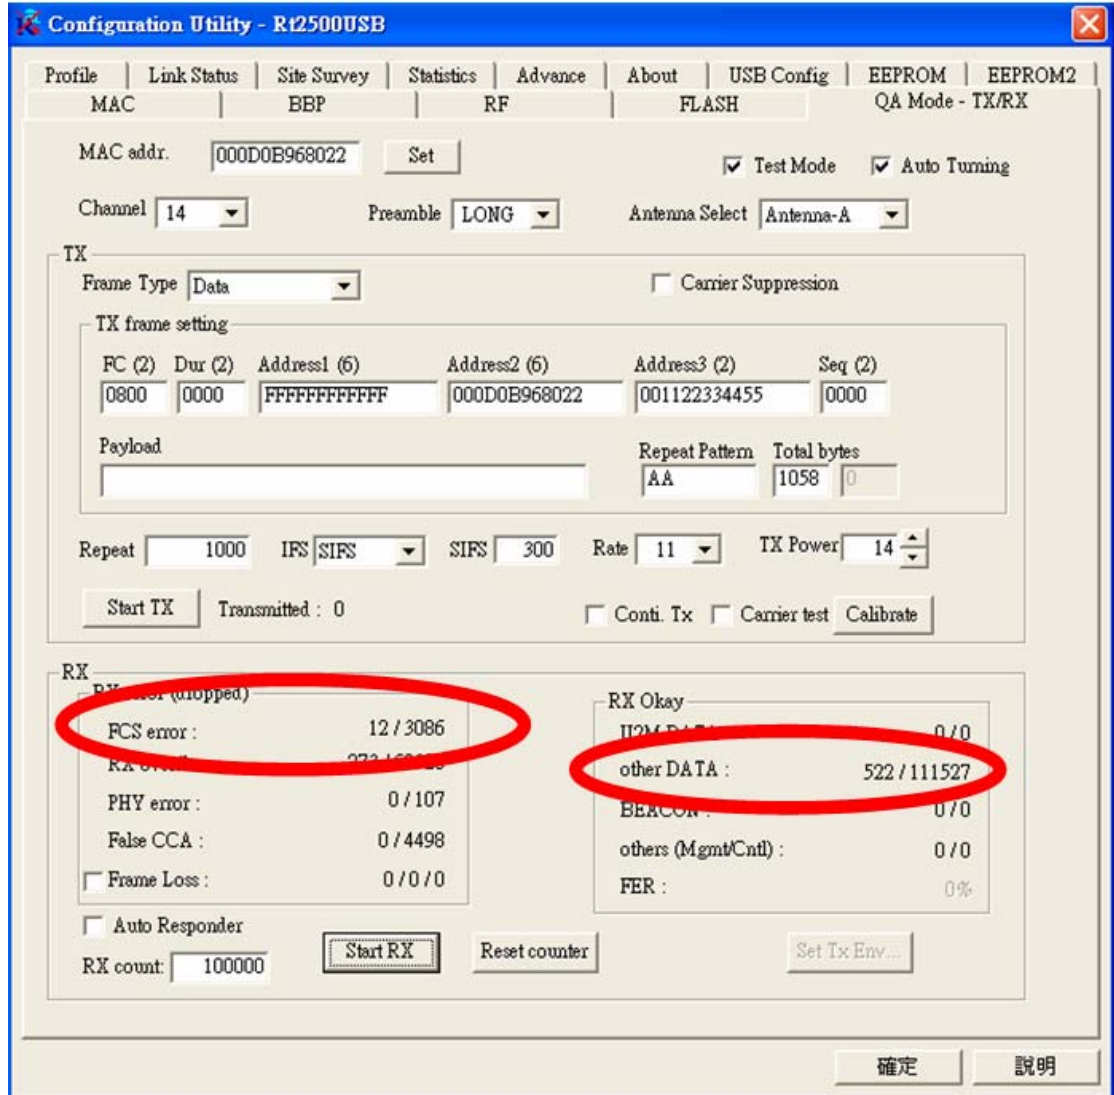 Configuration Utility - Rt2500USB
Profile Link Status Site Survey Statistics Advance About USB Config EEPROM EEPROM2
MAC BBP RF FLASH QA Mode - TX/RX
MAC addr. 000D0B968022 Set Test Mode Auto Turning
Channel 14 Preamble LONG Antenna Select Antenna-A
TX
Frame Type Data Carrier Suppression
TX frame setting
FC (2) Dur (2) Address1 (6) Address2 (6) Address3 (2) Seq (2)
0800 0000 FFFFFFFFFFFF 000D0B968022 001122334455 0000
Payload Repeat Pattern Total bytes
AA 1058 0
Repeat 1000 IFS SIFS SIFS 300 Rate 11 TX Power 14
Start TX Transmitted : 0 Conti. Tx Carrier test Calibrate
RX
(dropped) RX Okay
FCS error : 12 / 3086 0 / 0
RX other DATA : 522 / 111527
PHY error : 0 / 107 BEACON : 0 / 0
False CCA : 0 / 4498 others (Mgmt/Cntl) : 0 / 0
Frame Loss : 0 / 0 / 0 FER : 0%
Auto Responder
RX count: 100000 Start RX Reset counter Set Tx Env...
確定 說明